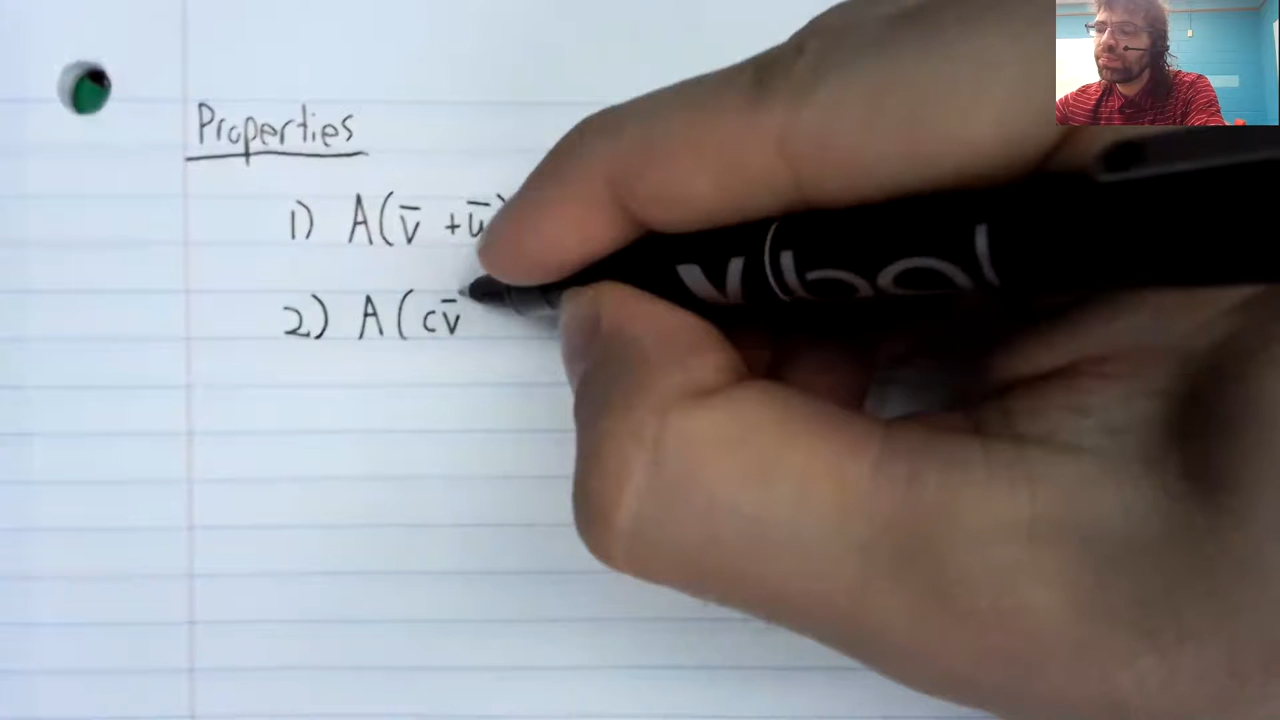 Properties
1) A(v̄ + ū)
2) A(cv̄